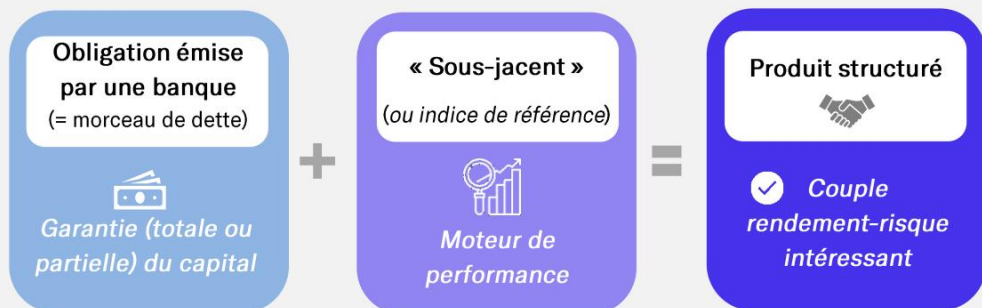 Obligation émise
par une banque
(= morceau de dette)
Garantie (totale ou
partielle) du capital
+
« Sous-jacent »
(ou indice de référence)
Moteur de
performance
=
Produit structuré
Couple
rendement-risque
intéressant